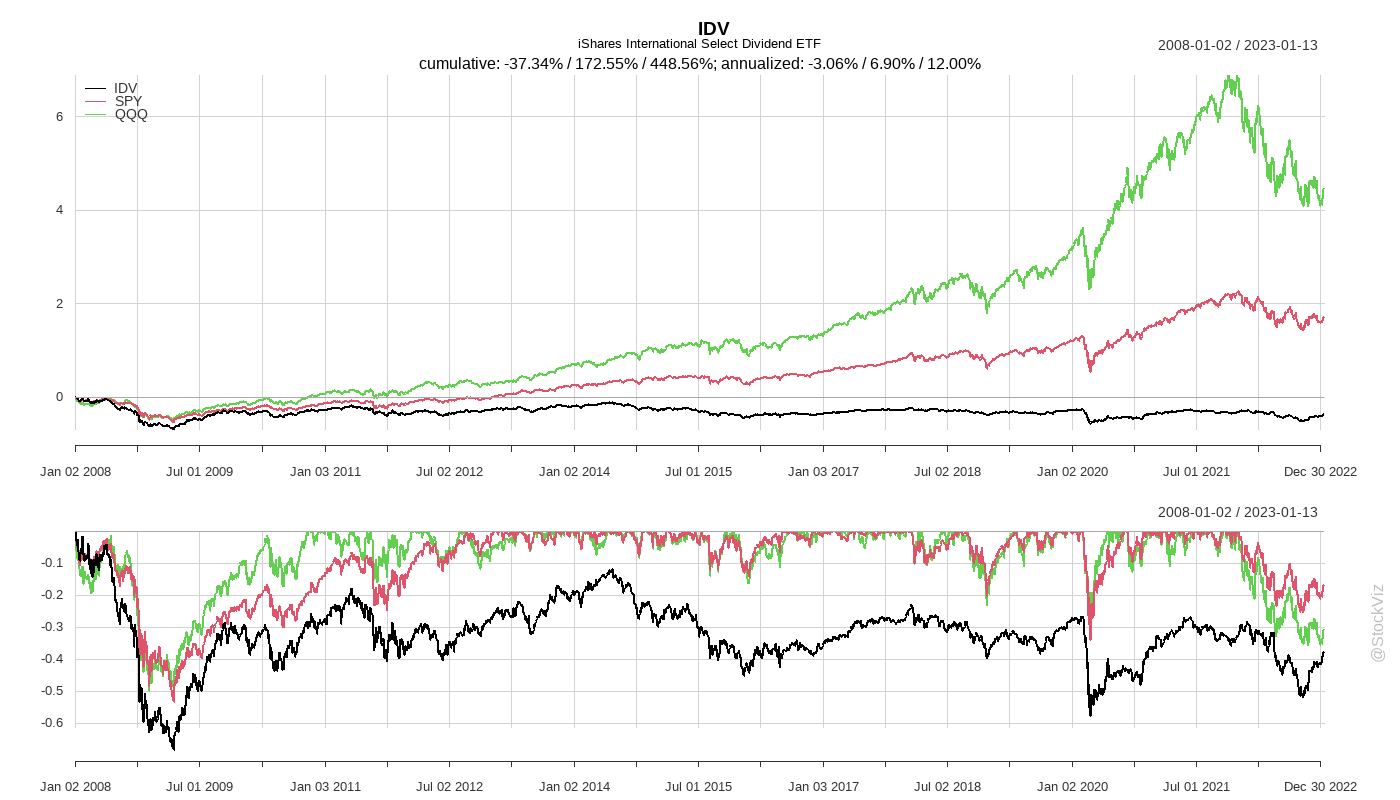 IDV
iShares International Select Dividend ETF
2008-01-02 / 2023-01-13
cumulative: -37.34% / 172.55% / 448.56%; annualized: -3.06% / 6.90% / 12.00%
IDV
SPY
QQQ
6
4
2
0
Jan 02 2008 Jul 01 2009 Jan 03 2011 Jul 02 2012 Jan 02 2014 Jul 01 2015 Jan 03 2017 Jul 02 2018 Jan 02 2020 Jul 01 2021 Dec 30 2022
2008-01-02 / 2023-01-13
-0.1
-0.2
-0.3
-0.4
-0.5
-0.6
Jan 02 2008 Jul 01 2009 Jan 03 2011 Jul 02 2012 Jan 02 2014 Jul 01 2015 Jan 03 2017 Jul 02 2018 Jan 02 2020 Jul 01 2021 Dec 30 2022
@StockViz